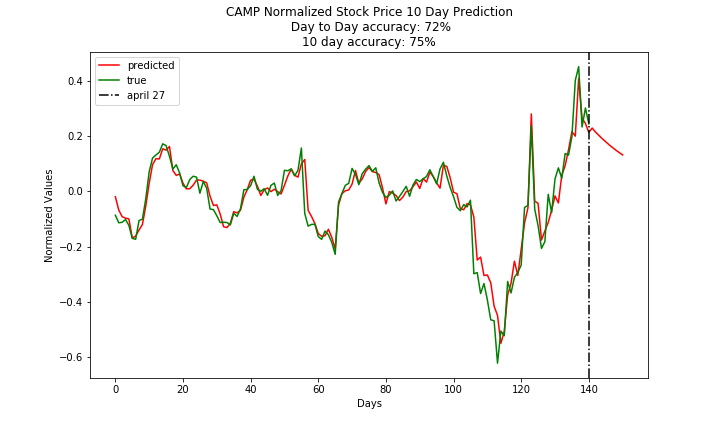 CAMP Normalized Stock Price 10 Day Prediction
Day to Day accuracy: 72%
10 day accuracy: 75%
predicted
true
april 27
Normalized Values
0.4
0.2
0.0
−0.2
−0.4
−0.6
0
20
40
60
80
100
120
140
Days